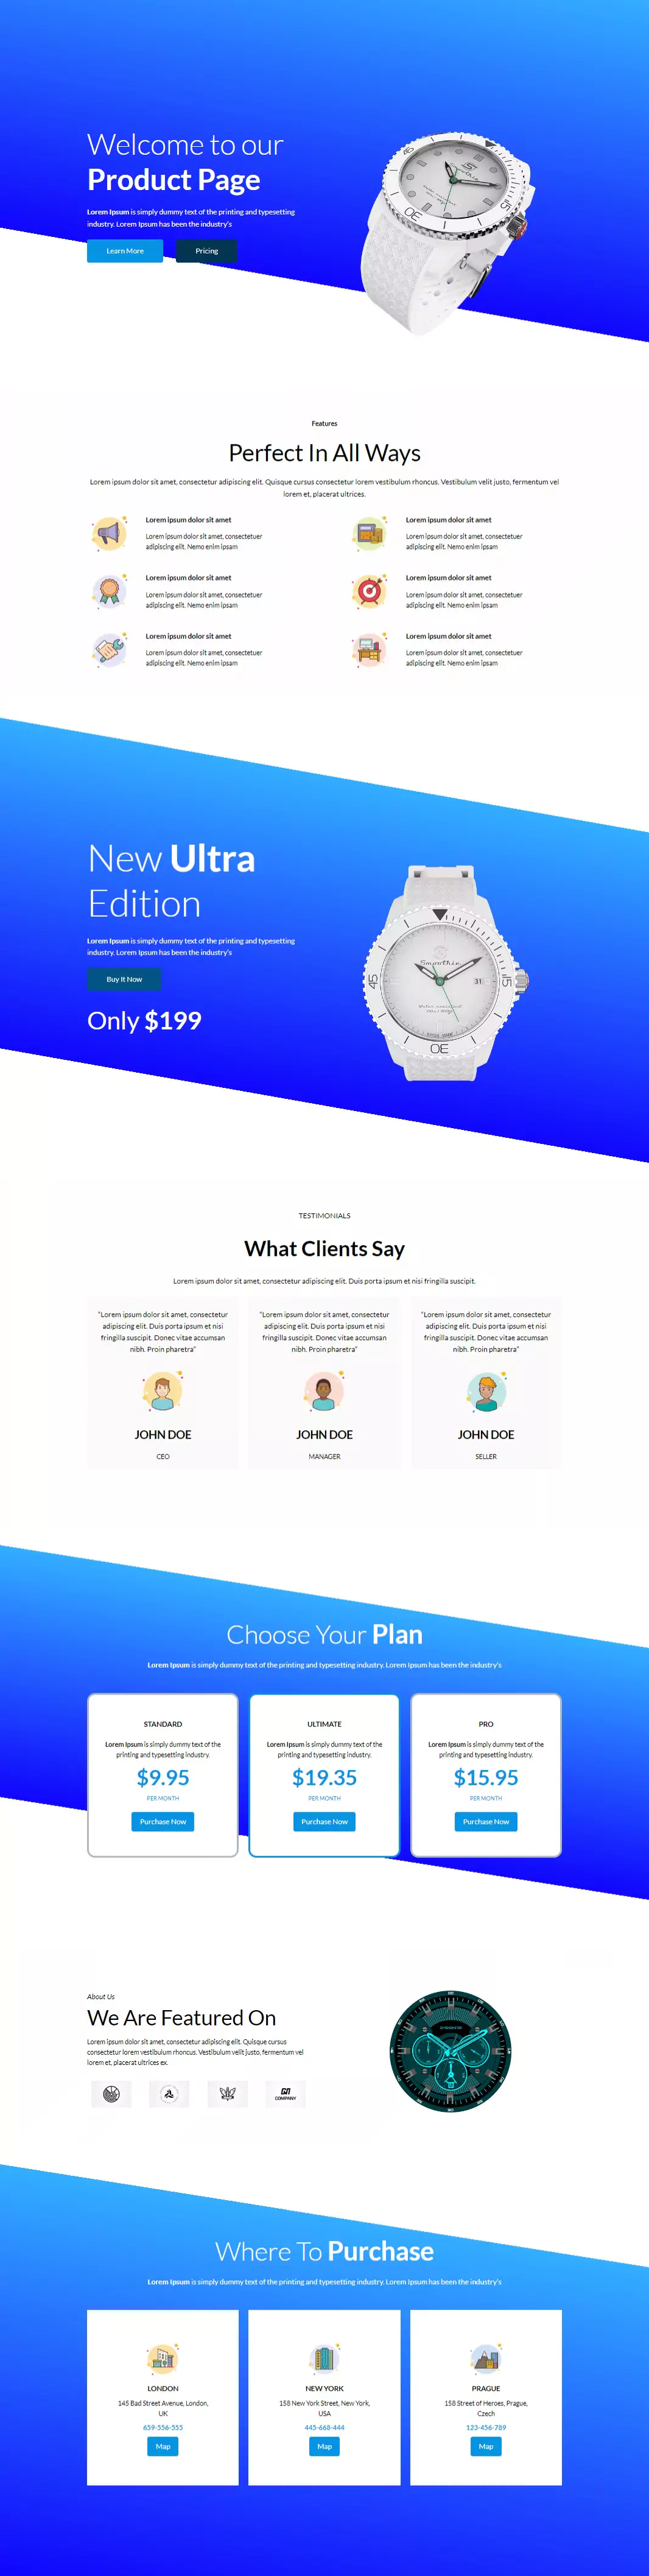 Welcome to our
Product Page
Lorem Ipsum is simply dummy text of the printing and typesetting
industry. Lorem Ipsum has been the industry's
Learn More
Pricing
Features
Perfect In All Ways
Lorem ipsum dolor sit amet, consectetur adipiscing elit. Quisque cursus consectetur lorem vestibulum rhoncus. Vestibulum velit justo, fermentum vel
lorem et, placerat ultrices.
Lorem ipsum dolor sit amet
Lorem ipsum dolor sit amet, consectetuer
adipiscing elit. Nemo enim ipsam
Lorem ipsum dolor sit amet
Lorem ipsum dolor sit amet, consectetuer
adipiscing elit. Nemo enim ipsam
Lorem ipsum dolor sit amet
Lorem ipsum dolor sit amet, consectetuer
adipiscing elit. Nemo enim ipsam
Lorem ipsum dolor sit amet
Lorem ipsum dolor sit amet, consectetuer
adipiscing elit. Nemo enim ipsam
Lorem ipsum dolor sit amet
Lorem ipsum dolor sit amet, consectetuer
adipiscing elit. Nemo enim ipsam
Lorem ipsum dolor sit amet
Lorem ipsum dolor sit amet, consectetuer
adipiscing elit. Nemo enim ipsam
New Ultra
Edition
Lorem Ipsum is simply dummy text of the printing and typesetting
industry. Lorem Ipsum has been the industry's
Buy It Now
Only $199
Smoothie
31
45
15
30
TESTIMONIALS
What Clients Say
Lorem ipsum dolor sit amet, consectetur adipiscing elit. Duis porta ipsum et nisi fringilla suscipit.
"Lorem ipsum dolor sit amet, consectetur
adipiscing elit. Duis porta ipsum et nisi
fringilla suscipit. Donec vitae accumsan
nibh. Proin pharetra"
JOHN DOE
CEO
"Lorem ipsum dolor sit amet, consectetur
adipiscing elit. Duis porta ipsum et nisi
fringilla suscipit. Donec vitae accumsan
nibh. Proin pharetra"
JOHN DOE
MANAGER
"Lorem ipsum dolor sit amet, consectetur
adipiscing elit. Duis porta ipsum et nisi
fringilla suscipit. Donec vitae accumsan
nibh. Proin pharetra"
JOHN DOE
SELLER
Choose Your Plan
Lorem Ipsum is simply dummy text of the printing and typesetting industry. Lorem Ipsum has been the industry's
STANDARD
Lorem Ipsum is simply dummy text of the
printing and typesetting industry.
$9.95
PER MONTH
Purchase Now
ULTIMATE
Lorem Ipsum is simply dummy text of the
printing and typesetting industry.
$19.35
PER MONTH
Purchase Now
PRO
Lorem Ipsum is simply dummy text of the
printing and typesetting industry.
$15.95
PER MONTH
Purchase Now
About Us
We Are Featured On
Lorem ipsum dolor sit amet, consectetur adipiscing elit. Quisque cursus
consectetur lorem vestibulum rhoncus. Vestibulum velit justo, fermentum vel
lorem et, placerat ultrices ex.
COMPANY
Where To Purchase
Lorem Ipsum is simply dummy text of the printing and typesetting industry. Lorem Ipsum has been the industry's
LONDON
145 Bad Street Avenue, London,
UK
659-556-555
Map
NEW YORK
158 New York Street, New York,
USA
445-668-444
Map
PRAGUE
158 Street of Heroes, Prague,
Czech
123-456-789
Map